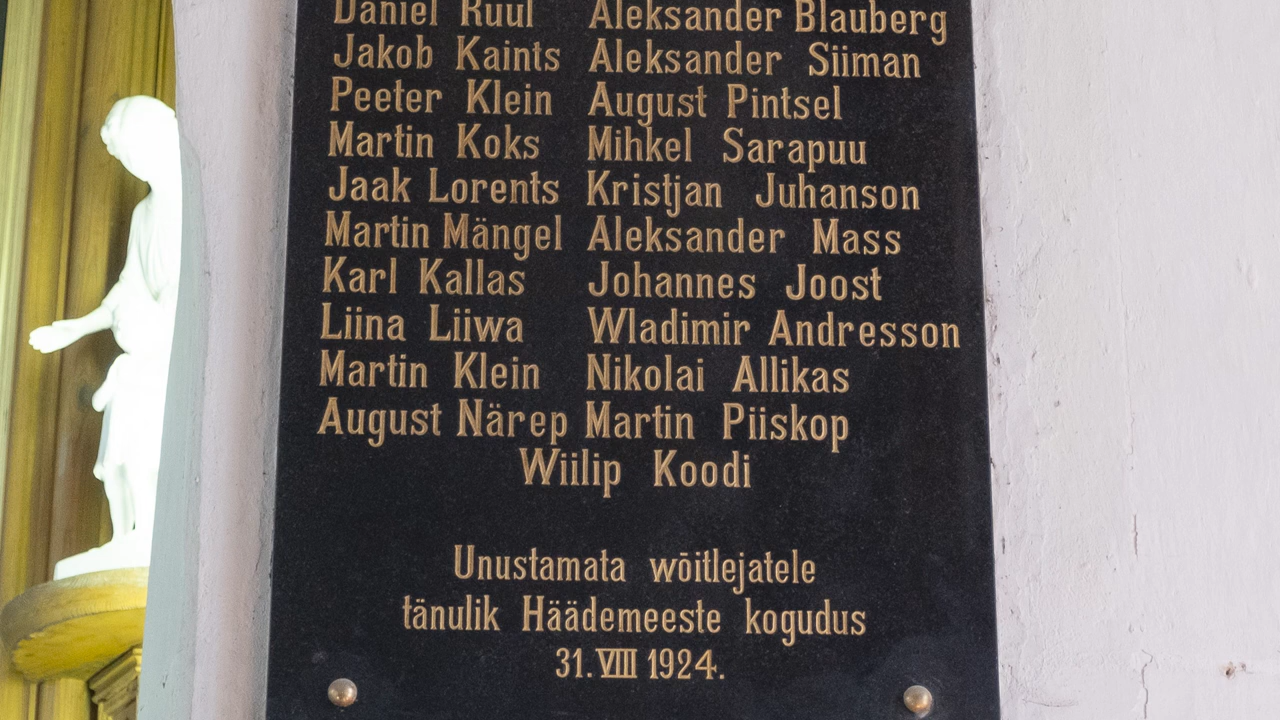 Daniel Ruul Aleksander Blauberg
Jakob Kaints Aleksander Siiman
Peeter Klein August Pintsel
Martin Koks Mihkel Sarapuu
Jaak Lorents Kristjan Juhanson
Martin Mängel Aleksander Mass
Karl Kallas Johannes Joost
Liina Liiwa Wladimir Andresson
Martin Klein Nikolai Allikas
August Närep Martin Piiskop
Wiilip Koodi
Unustamata wõitlejatele
tänulik Häädemeeste kogudus
31. VIII 1924.